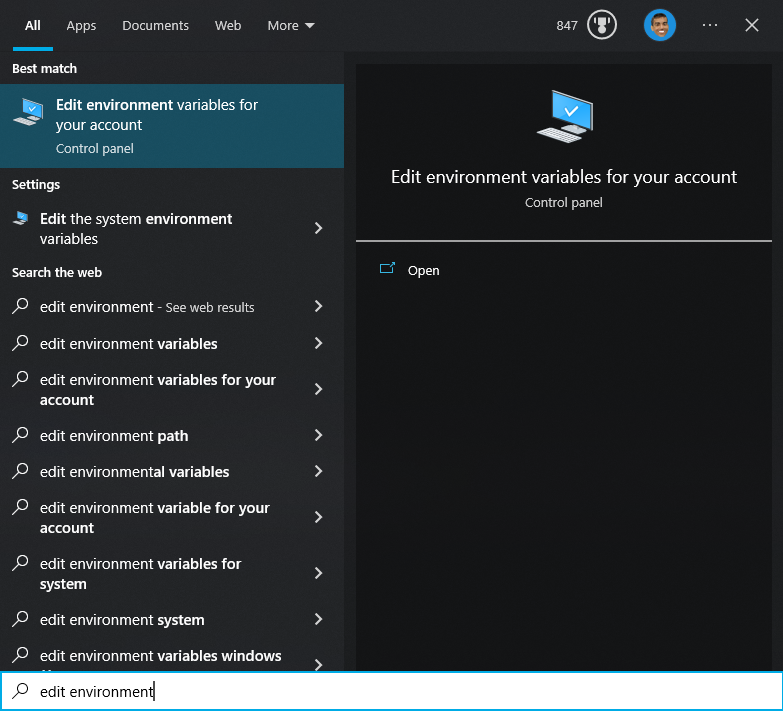 All Apps Documents Web More 847 ...
Best match
Edit environment variables for
your account
Control panel
Settings
Edit the system environment
variables
Search the web
edit environment - See web results
edit environment variables
edit environment variables for your
account
edit environment path
edit environmental variables
edit environment variable for your
account
edit environment variables for
system
edit environment system
edit environment variables windows
edit environment
Edit environment variables for your account
Control panel
Open